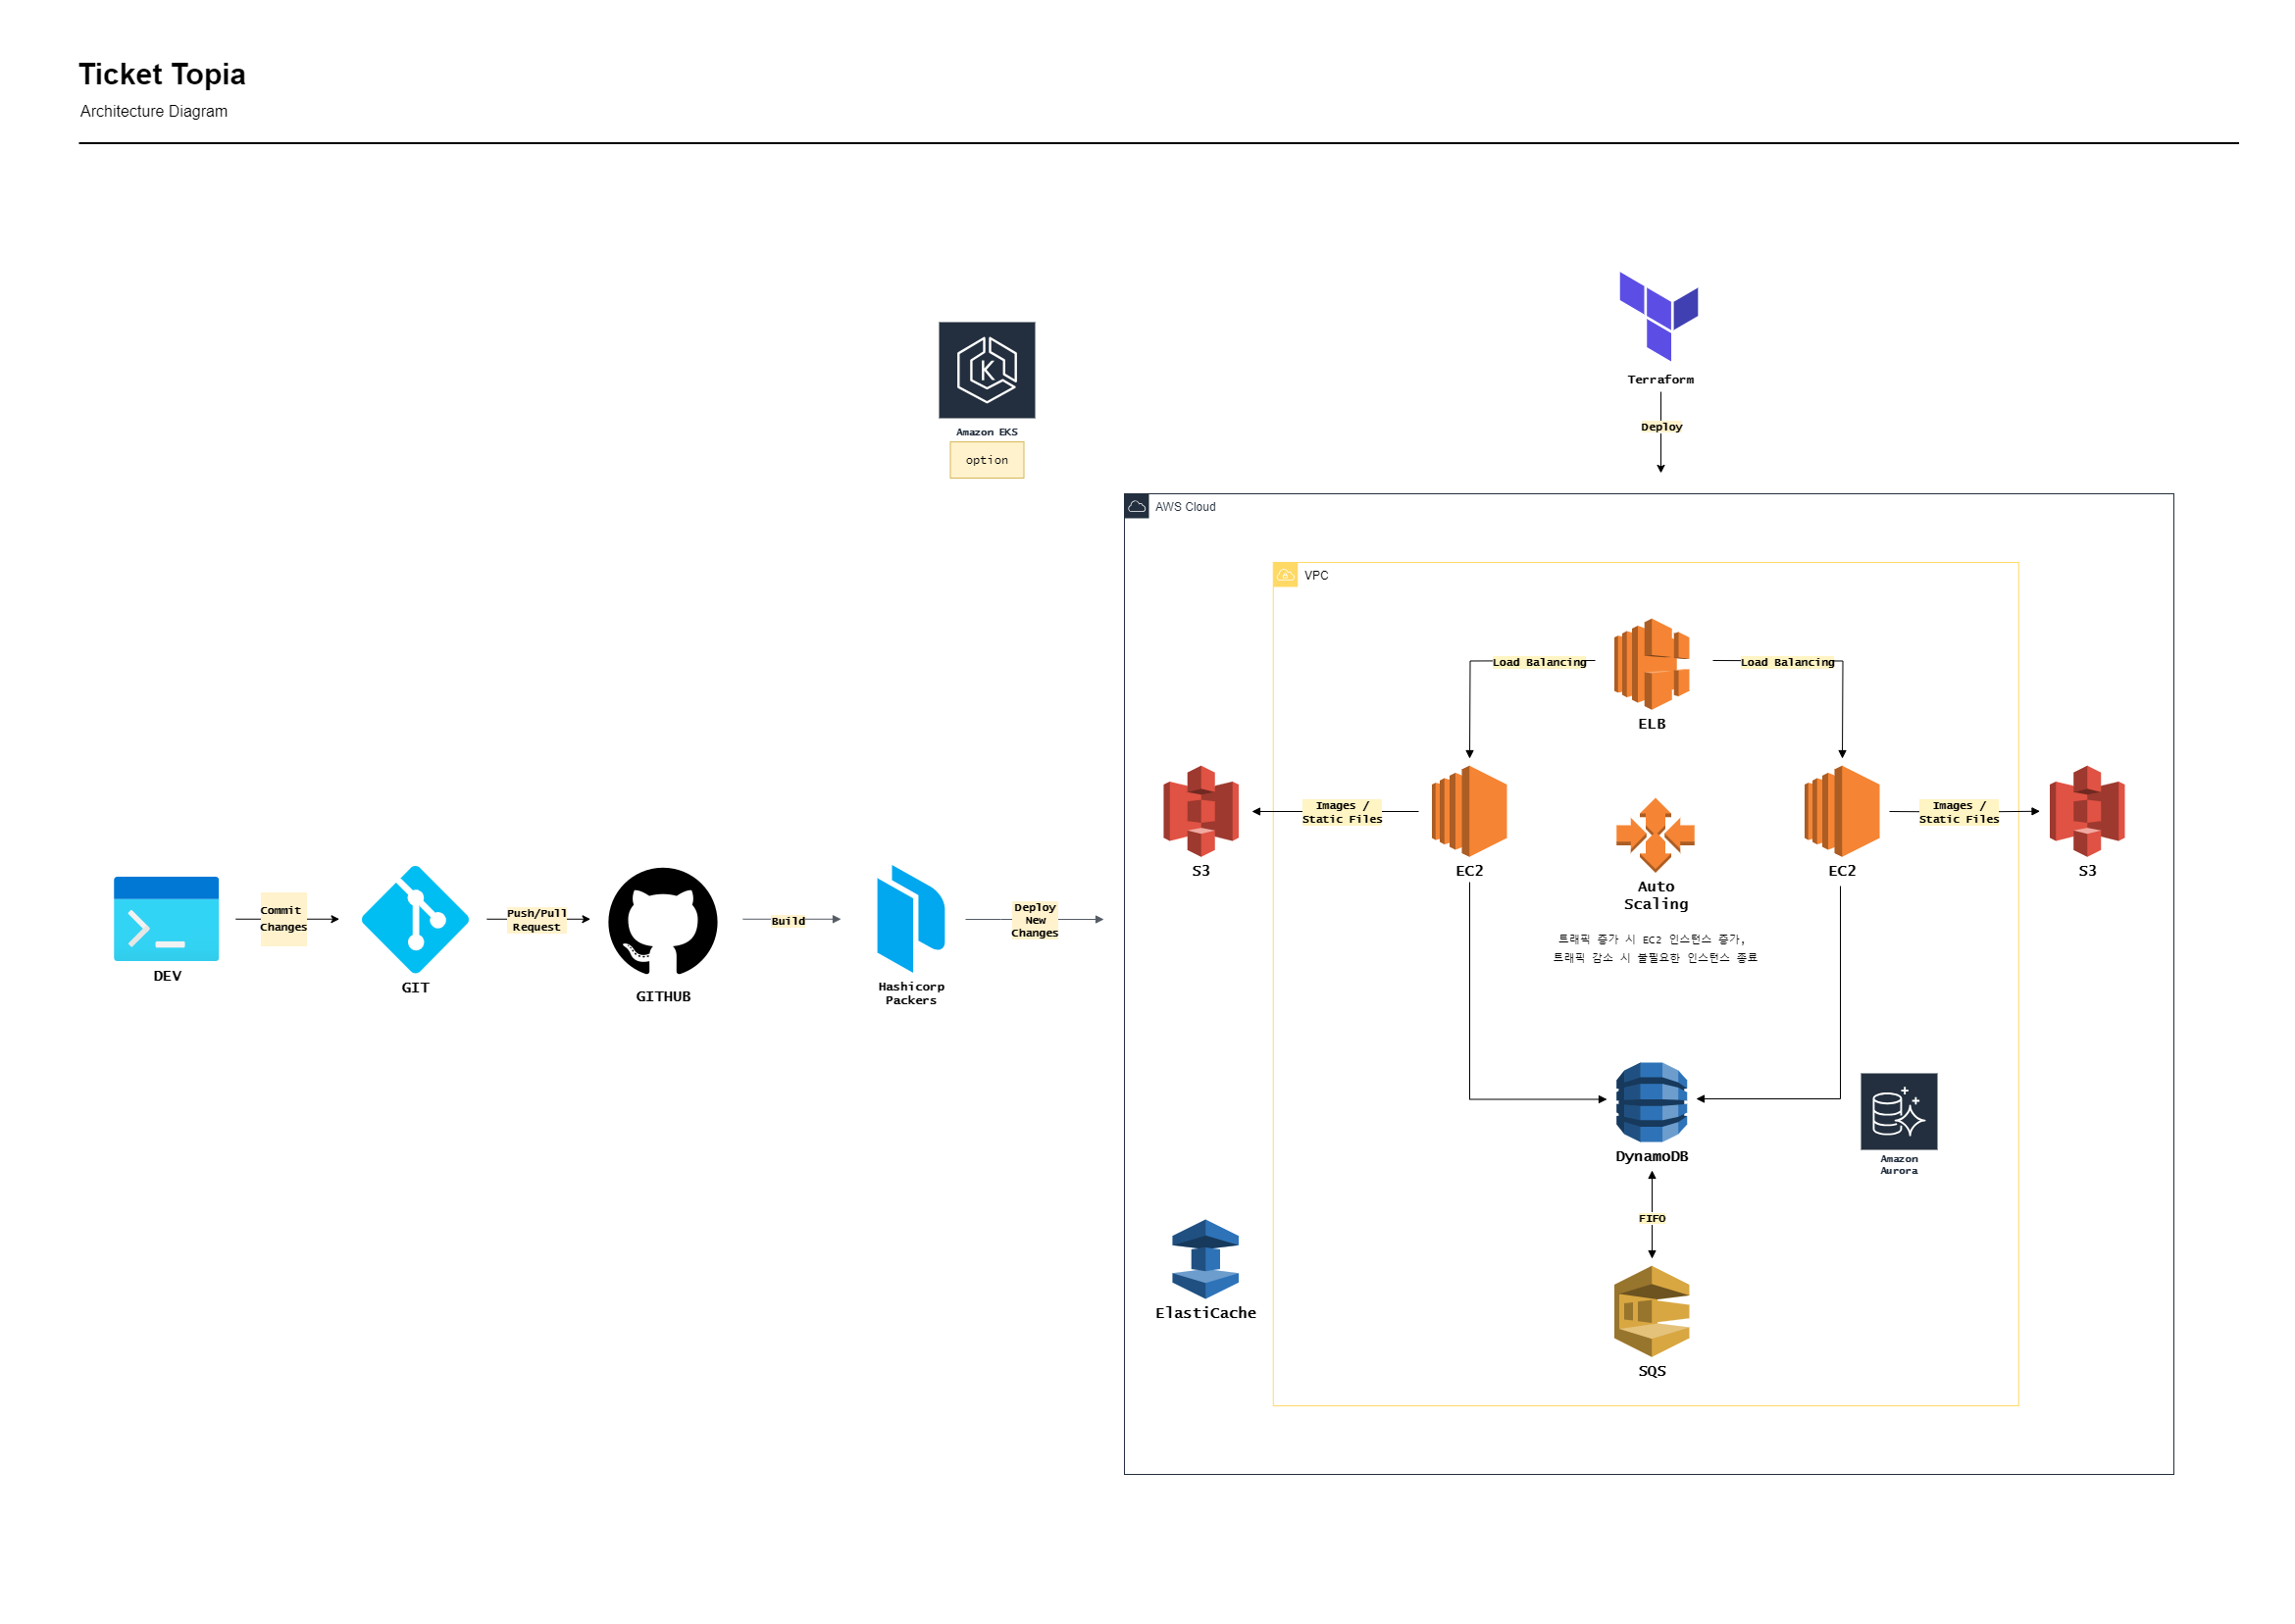 Ticket Topia
Architecture Diagram
Terraform
Deploy
Amazon EKS
option
AWS Cloud
VPC
ELB
Load Balancing
Load Balancing
S3
Images /
Static Files
EC2
Auto
Scaling
EC2
Images /
Static Files
S3
트래픽 증가 시 EC2 인스턴스 증가,
트래픽 감소 시 불필요한 인스턴스 종료
DEV
Commit
Changes
GIT
Push/Pull
Request
GITHUB
Build
Hashicorp
Packers
Deploy
New
Changes
DynamoDB
Amazon
Aurora
FIFO
ElastiCache
SQS